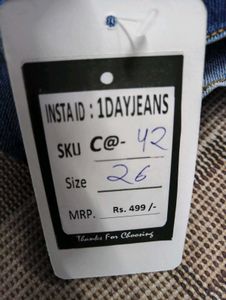 INSTA ID : 1DAYJEANS
SKU C@- 42
Size 26
MRP. Rs. 499 /-
Thanks For Choosing